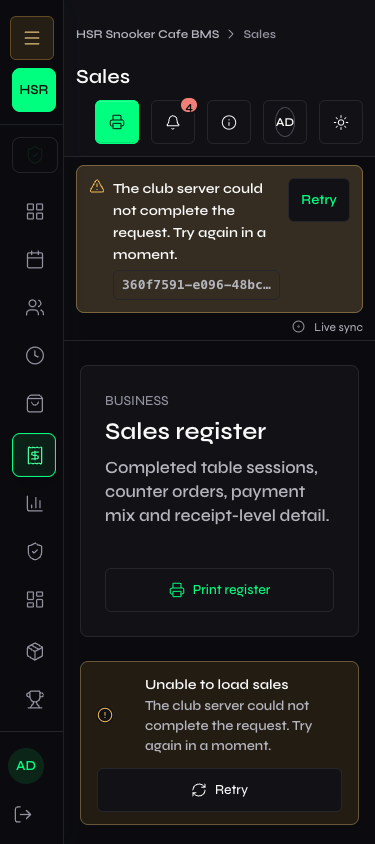 HSR Snooker Cafe BMS > Sales
HSR
Sales
4
AD
The club server could
not complete the
request. Try again in a
moment.
Retry
360f7591-e096-48bc…
Live sync
BUSINESS
Sales register
Completed table sessions,
counter orders, payment
mix and receipt-level detail.
Print register
Unable to load sales
The club server could not
complete the request. Try
again in a moment.
Retry
AD